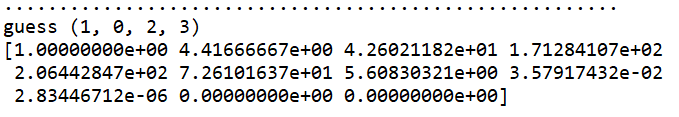 .......................................................
guess (1, 0, 2, 3)
[1.00000000e+00 4.41666667e+00 4.26021182e+01 1.71284107e+02
 2.06442847e+02 7.26101637e+01 5.60830321e+00 3.57917432e-02
 2.83446712e-06 0.00000000e+00 0.00000000e+00]